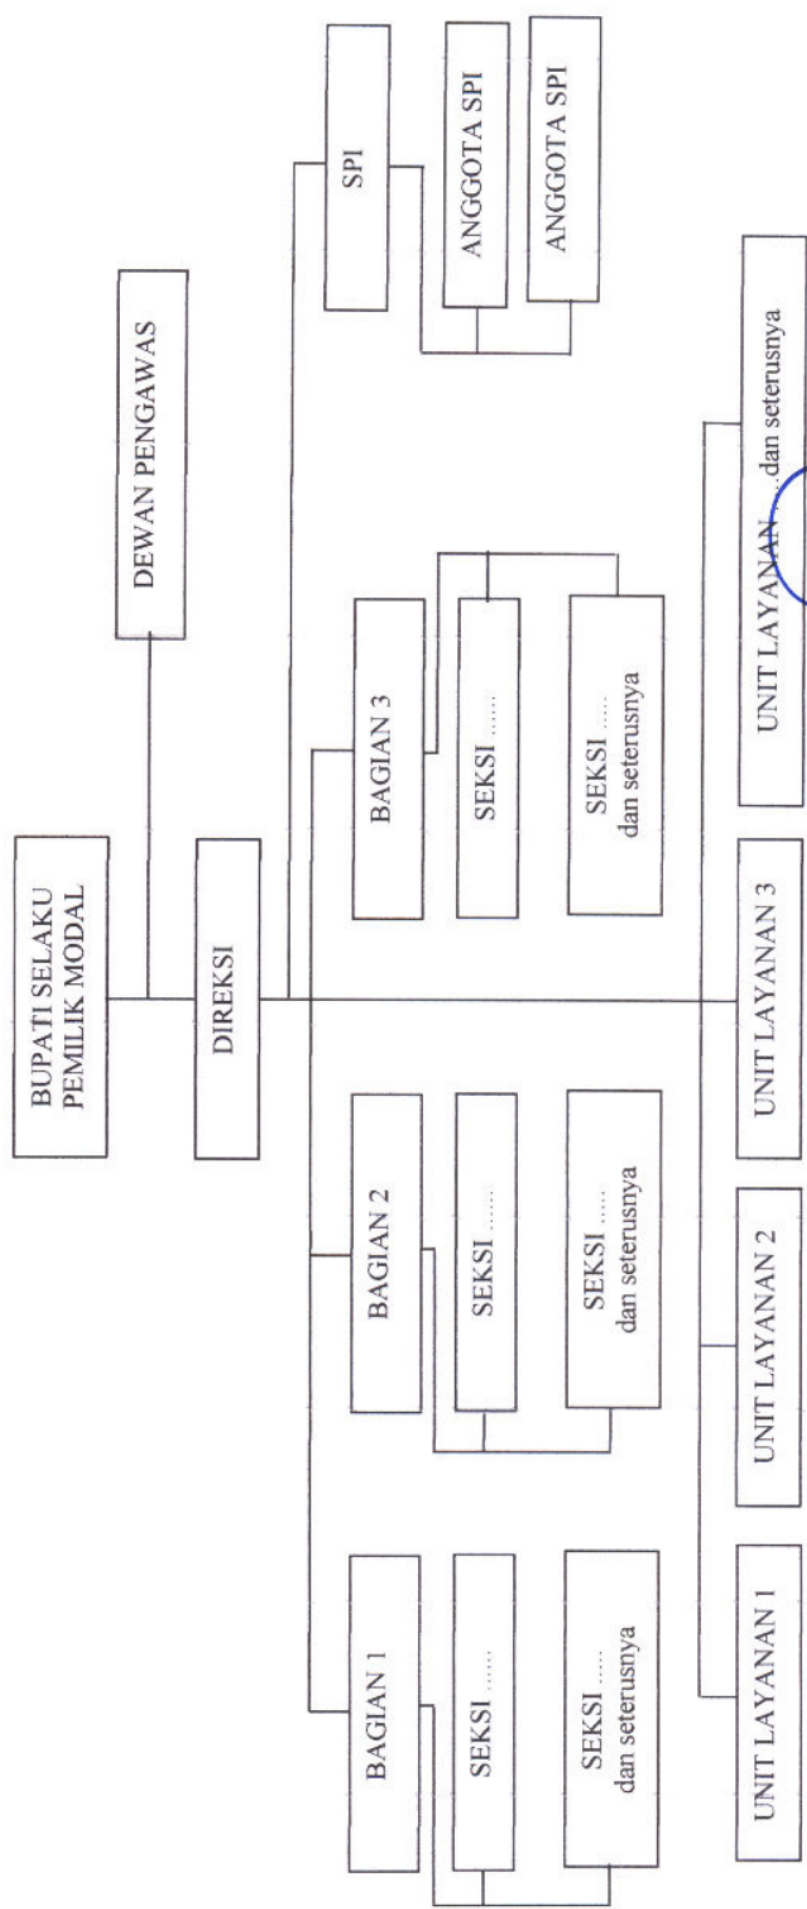 BUPATI SELAKU
PEMILIK MODAL
DEWAN PENGAWAS
DIREKSI
SPI
ANGGOTA SPI
ANGGOTA SPI
BAGIAN 1
SEKSI ......
SEKSI .....
dan seterusnya
BAGIAN 2
SEKSI ......
SEKSI .....
dan seterusnya
BAGIAN 3
SEKSI ......
SEKSI .....
dan seterusnya
UNIT LAYANAN 1
UNIT LAYANAN 2
UNIT LAYANAN 3
UNIT LAYANAN .....dan seterusnya